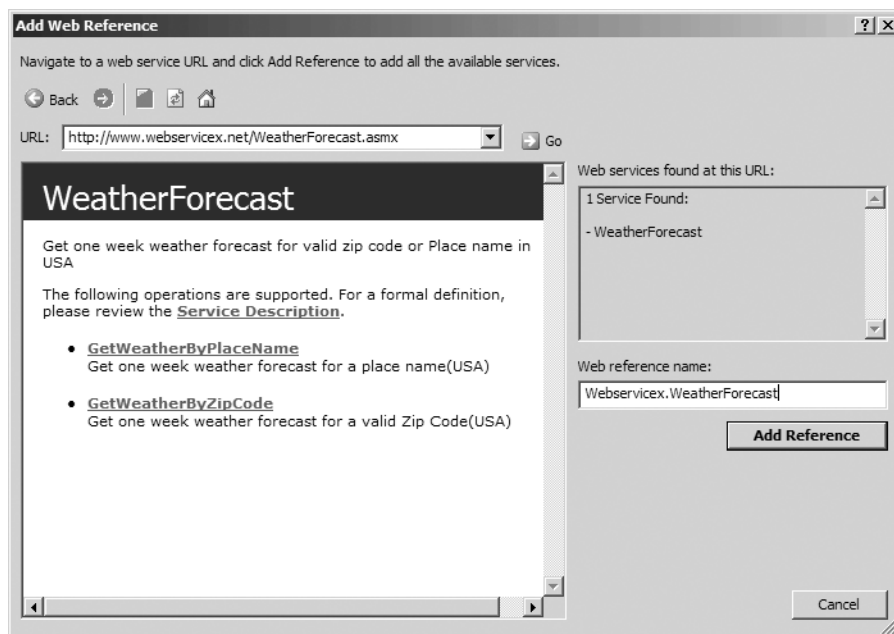 Add Web Reference
Navigate to a web service URL and click Add Reference to add all the available services.
Back
URL: http://www.webservicex.net/WeatherForecast.asmx Go
WeatherForecast
Get one week weather forecast for valid zip code or Place name in
USA
The following operations are supported. For a formal definition,
please review the Service Description.
• GetWeatherByPlaceName
Get one week weather forecast for a place name(USA)
• GetWeatherByZipCode
Get one week weather forecast for a valid Zip Code(USA)
Web services found at this URL:
1 Service Found:
- WeatherForecast
Web reference name:
Webservicex.WeatherForecast
Add Reference
Cancel